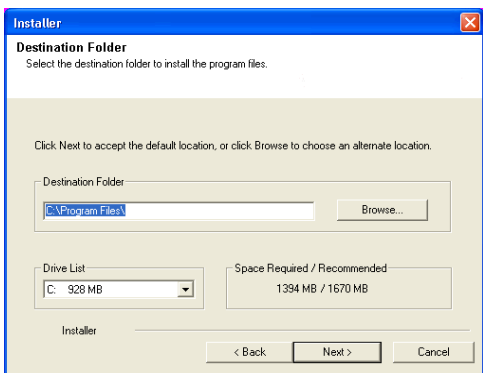 Installer
Destination Folder
Select the destination folder to install the program files.
Click Next to accept the default location, or click Browse to choose an alternate location.
Destination Folder
C:\Program Files\
Browse...
Drive List
C: 928 MB
Space Required / Recommended
1394 MB / 1670 MB
Installer
< Back
Next >
Cancel